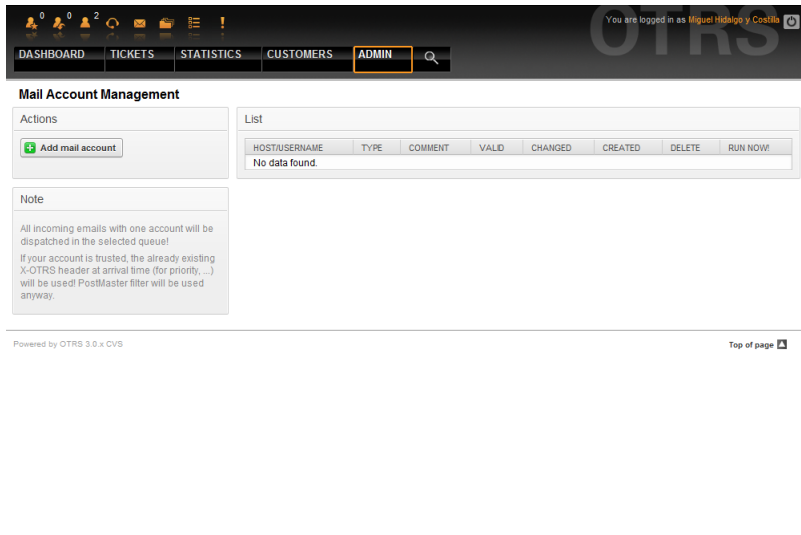 0 0 2
You are logged in as Miguel Hidalgo y Costilla
OTRS
DASHBOARD TICKETS STATISTICS CUSTOMERS ADMIN
Mail Account Management
Actions
Add mail account
List
HOST/USERNAME TYPE COMMENT VALID CHANGED CREATED DELETE RUN NOW!
No data found.
Note
All incoming emails with one account will be
dispatched in the selected queue!
If your account is trusted, the already existing
X-OTRS header at arrival time (for priority, ...)
will be used! PostMaster filter will be used
anyway.
Powered by OTRS 3.0.x CVS
Top of page